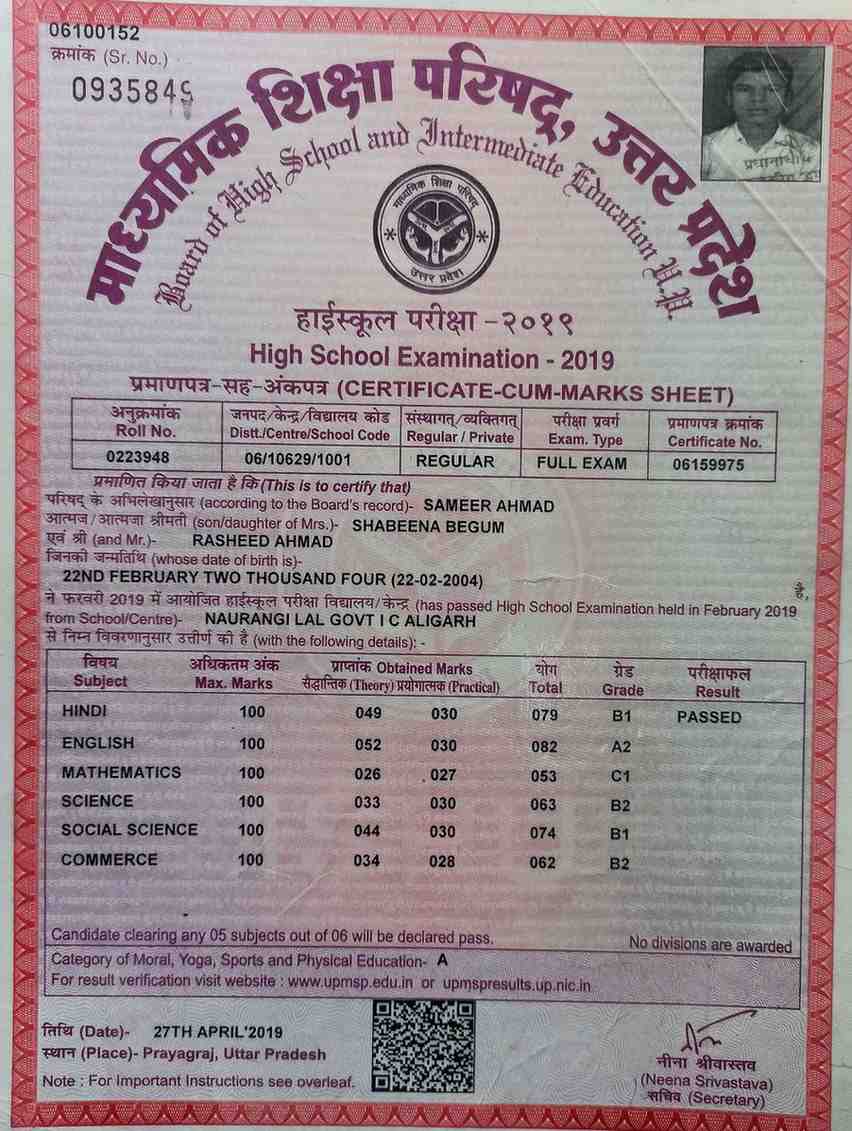 06100152
क्रमांक (Sr. No.)
093584
माध्यमिक शिक्षा परिषद्, उत्तर प्रदेश
Board of High School and Intermediate Education U.P.
माध्यमिक शिक्षा परिषद्
उत्तर प्रदेश
हाईस्कूल परीक्षा -२०१९
High School Examination - 2019
प्रमाणपत्र-सह-अंकपत्र (CERTIFICATE-CUM-MARKS SHEET)
अनुक्रमांक जनपद/केन्द्र/विद्यालय कोड संस्थागत्/व्यक्तिगत् परीक्षा प्रवर्ग प्रमाणपत्र क्रमांक
Roll No. Distt./Centre/School Code Regular / Private Exam. Type Certificate No.
0223948 06/10629/1001 REGULAR FULL EXAM 06159975
प्रमाणित किया जाता है कि (This is to certify that)
परिषद् के अभिलेखानुसार (according to the Board's record)- SAMEER AHMAD
आत्मज/आत्मजा श्रीमती (son/daughter of Mrs.)- SHABEENA BEGUM
एवं श्री (and Mr.)- RASHEED AHMAD
जिनकी जन्मतिथि (whose date of birth is)-
22ND FEBRUARY TWO THOUSAND FOUR (22-02-2004) है,
ने फरवरी 2019 में आयोजित हाईस्कूल परीक्षा विद्यालय/केन्द्र (has passed High School Examination held in February 2019
from School/Centre)- NAURANGI LAL GOVT I C ALIGARH
से निम्न विवरणानुसार उत्तीर्ण की है (with the following details): -
विषय अधिकतम अंक प्राप्तांक Obtained Marks योग ग्रेड परीक्षाफल
Subject Max. Marks सैद्धान्तिक (Theory) प्रयोगात्मक (Practical) Total Grade Result
HINDI 100 049 030 079 B1 PASSED
ENGLISH 100 052 030 082 A2
MATHEMATICS 100 026 027 053 C1
SCIENCE 100 033 030 063 B2
SOCIAL SCIENCE 100 044 030 074 B1
COMMERCE 100 034 028 062 B2
Candidate clearing any 05 subjects out of 06 will be declared pass. No divisions are awarded
Category of Moral, Yoga, Sports and Physical Education- A
For result verification visit website : www.upmsp.edu.in or upmspresults.up.nic.in
तिथि (Date)- 27TH APRIL'2019
स्थान (Place)- Prayagraj, Uttar Pradesh
Note : For Important Instructions see overleaf.
नीना श्रीवास्तव
(Neena Srivastava)
सचिव (Secretary)